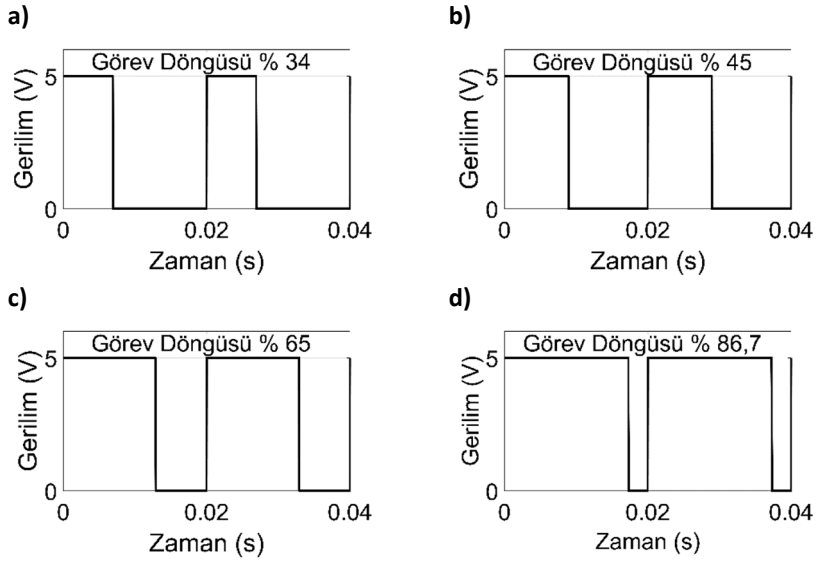 a)
Görev Döngüsü % 34
Gerilim (V)
5
0
0 0.02 0.04
Zaman (s)
b)
Görev Döngüsü % 45
Gerilim (V)
5
0
0 0.02 0.04
Zaman (s)
c)
Görev Döngüsü % 65
Gerilim (V)
5
0
0 0.02 0.04
Zaman (s)
d)
Görev Döngüsü % 86,7
Gerilim (V)
5
0
0 0.02 0.04
Zaman (s)